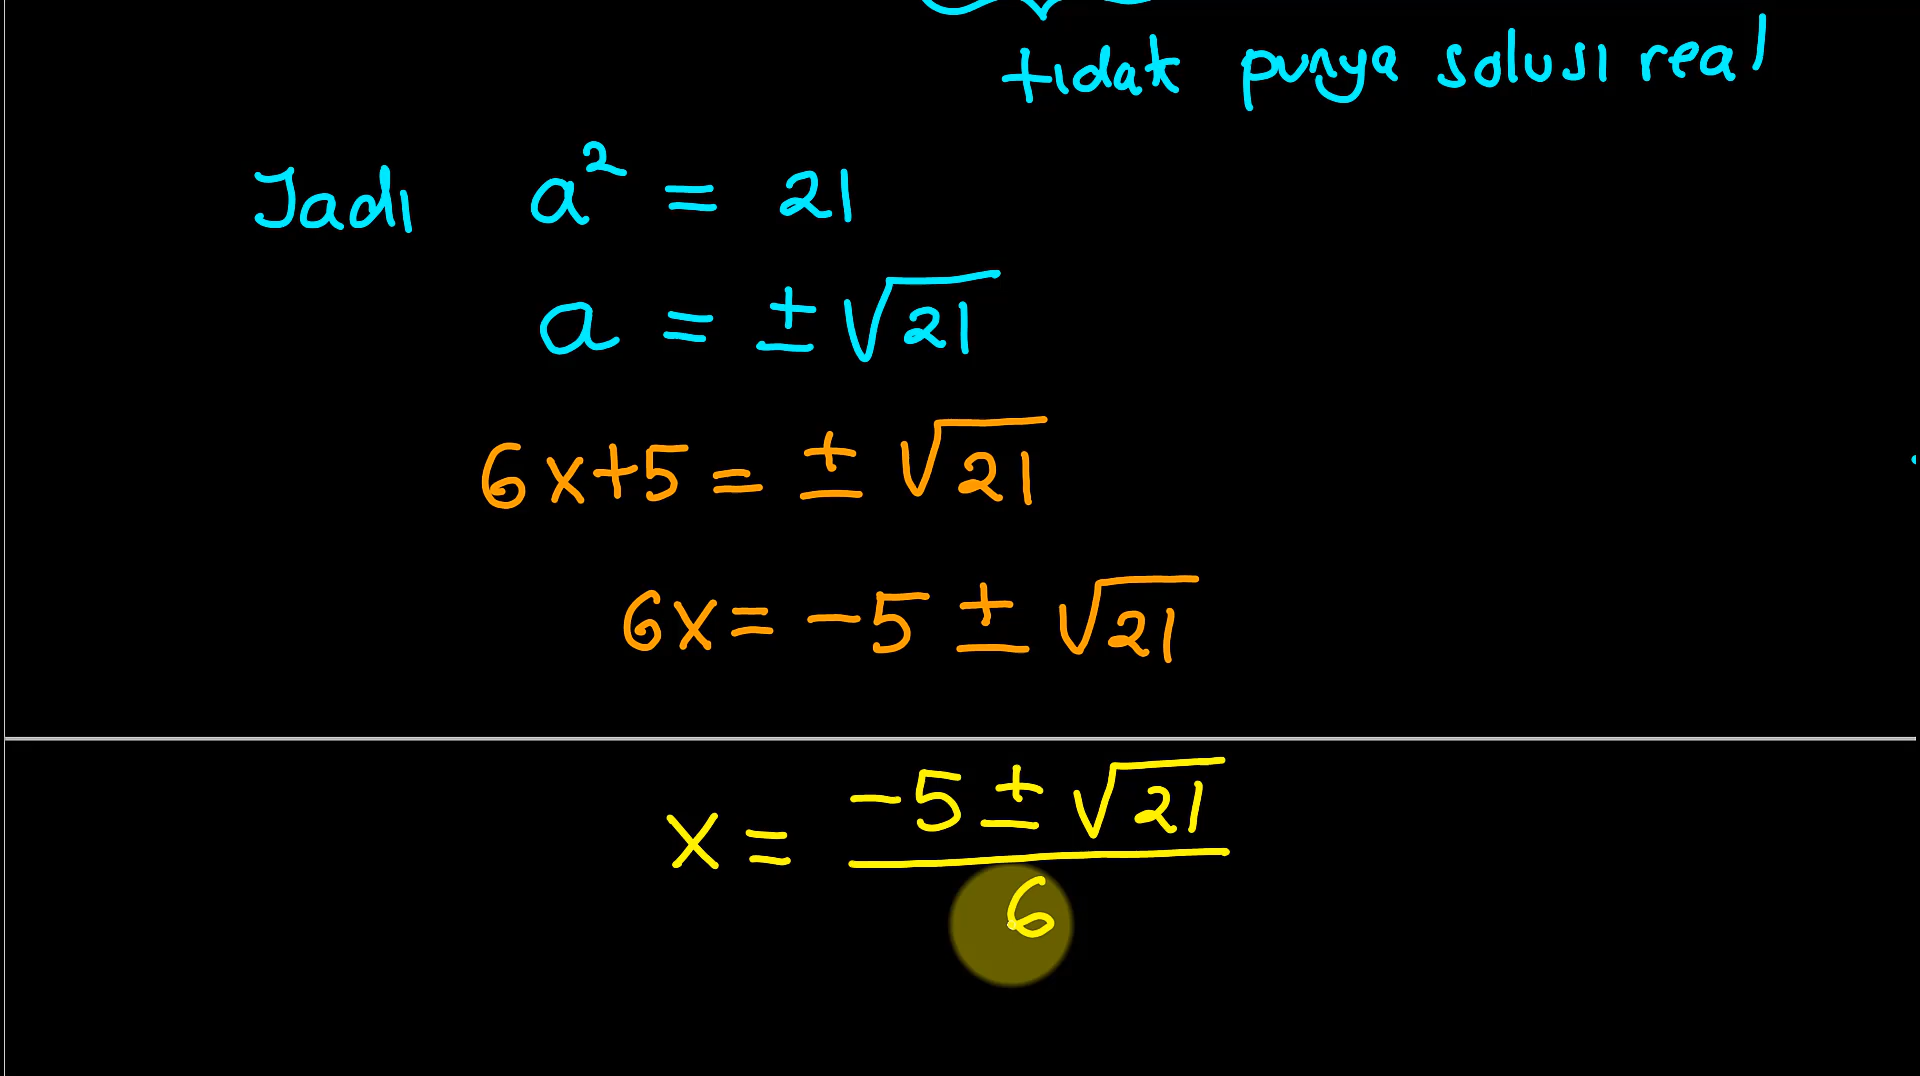 tidak punya solusi real
Jadi a² = 21
a = ± √21
6x+5 = ± √21
6x = -5 ± √21
x = (-5 ± √21) / 6